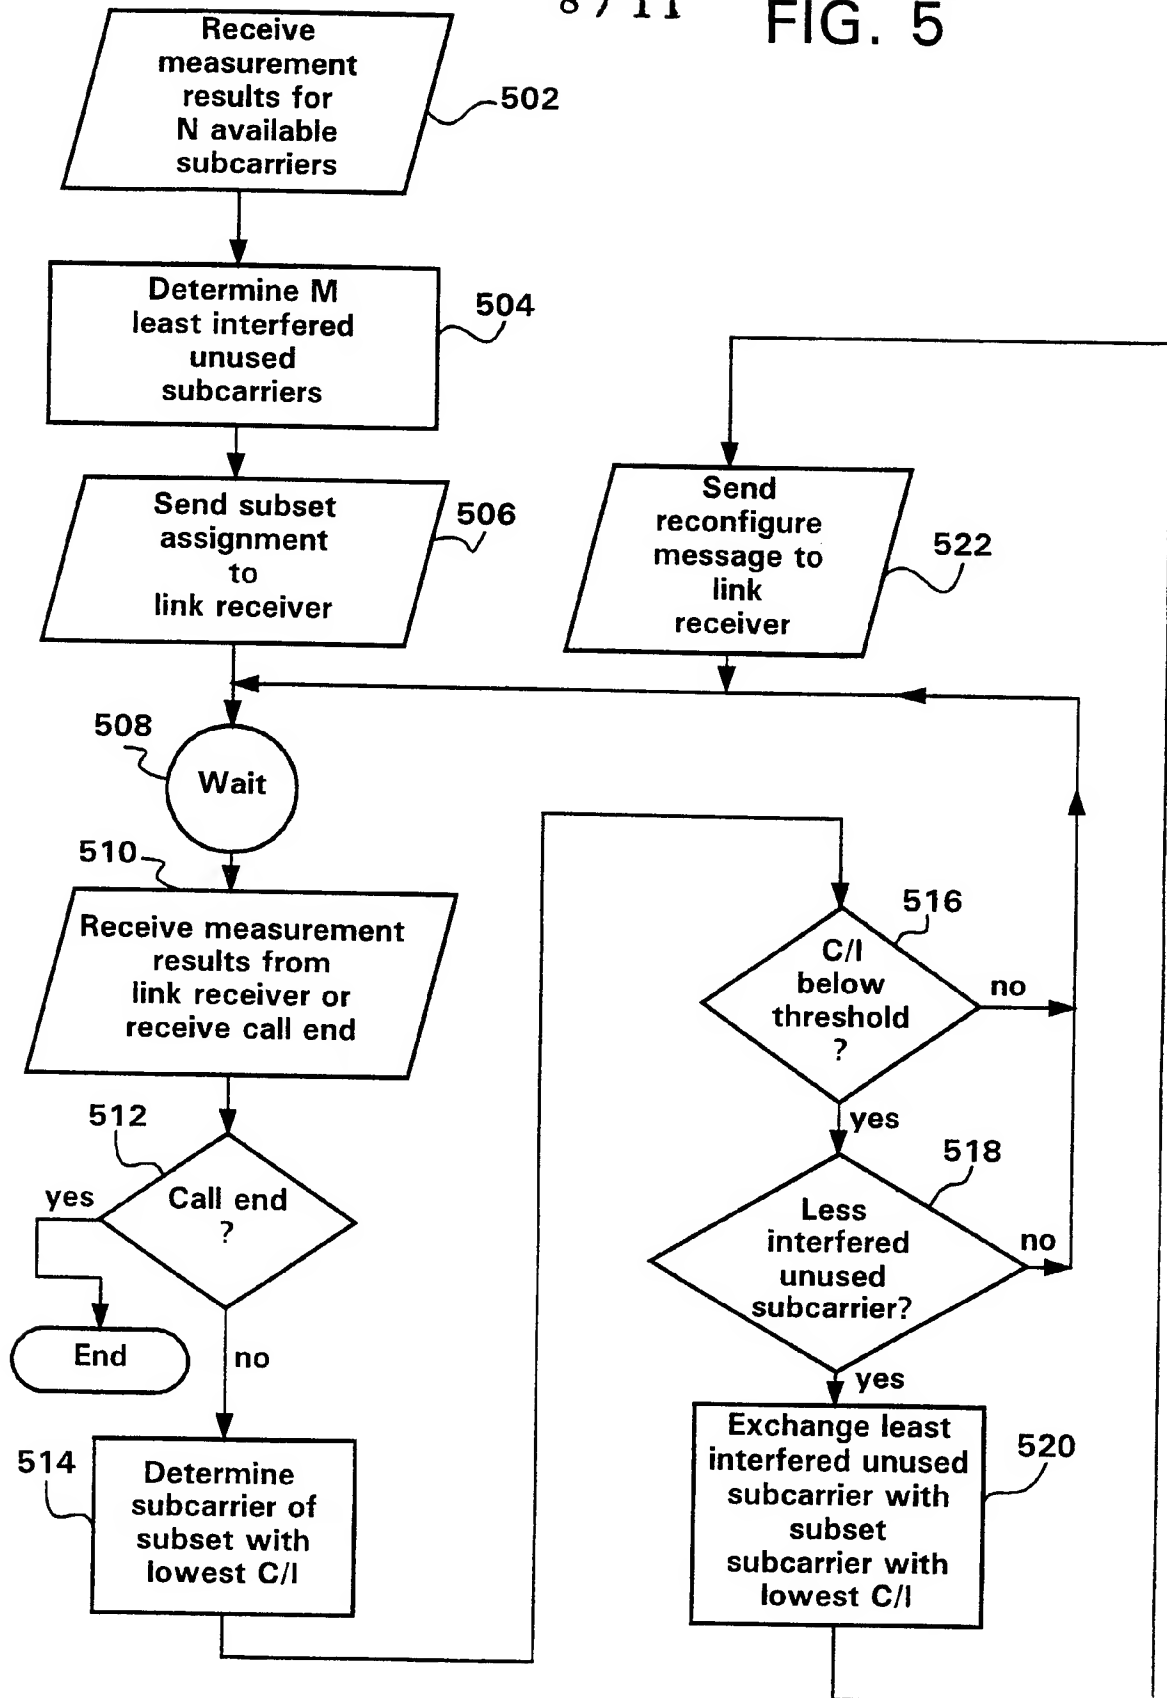 8 / 11
FIG. 5
Receive
measurement
results for
N available
subcarriers
502
Determine M
least interfered
unused
subcarriers
504
Send subset
assignment
to
link receiver
506
Send
reconfigure
message to
link
receiver
522
508
Wait
510
Receive measurement
results from
link receiver or
receive call end
512
Call end
?
yes
End
no
514
Determine
subcarrier of
subset with
lowest C/I
516
C/I
below
threshold
?
no
yes
518
Less
interfered
unused
subcarrier?
no
yes
Exchange least
interfered unused
subcarrier with
subset
subcarrier with
lowest C/I
520